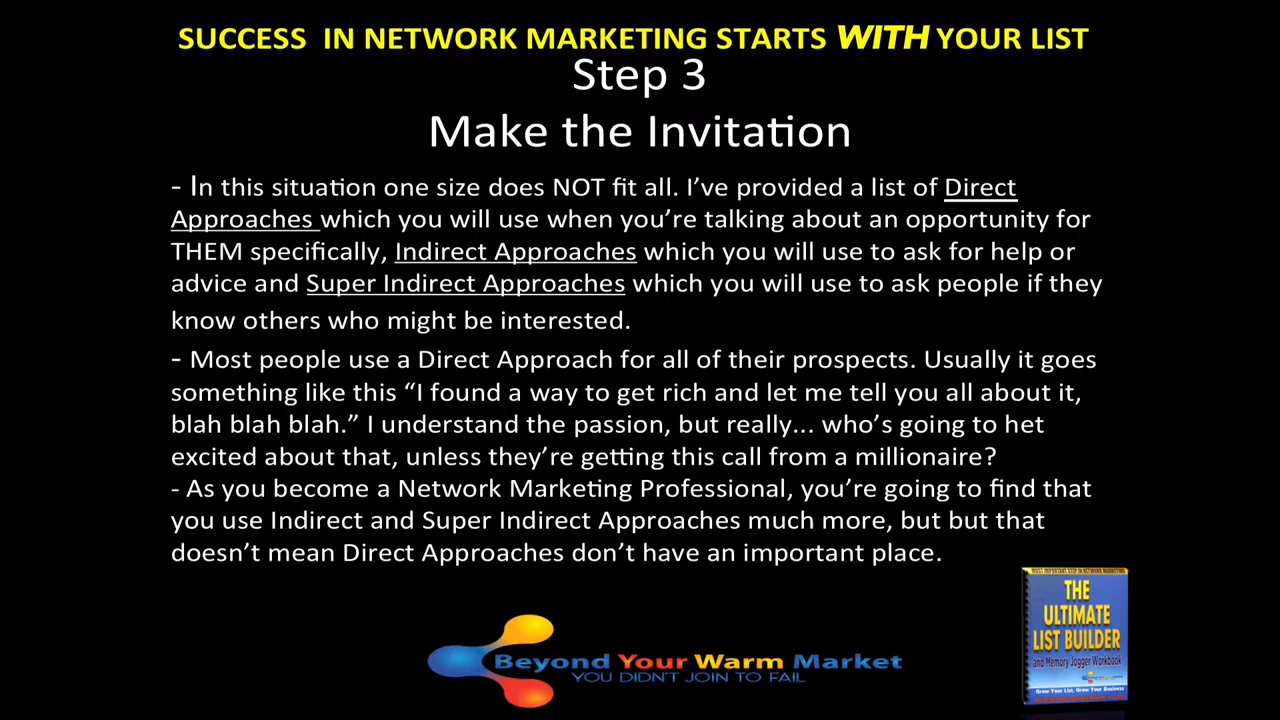 SUCCESS IN NETWORK MARKETING STARTS WITH YOUR LIST
Step 3
Make the Invitation
- In this situation one size does NOT fit all. I've provided a list of Direct
Approaches which you will use when you're talking about an opportunity for
THEM specifically, Indirect Approaches which you will use to ask for help or
advice and Super Indirect Approaches which you will use to ask people if they
know others who might be interested.
- Most people use a Direct Approach for all of their prospects. Usually it goes
something like this “I found a way to get rich and let me tell you all about it,
blah blah blah.” I understand the passion, but really... who's going to het
excited about that, unless they're getting this call from a millionaire?
- As you become a Network Marketing Professional, you're going to find that
you use Indirect and Super Indirect Approaches much more, but but that
doesn't mean Direct Approaches don't have an important place.
MOST IMPORTANT STEP IN NETWORK MARKETING
THE
ULTIMATE
LIST BUILDER
and Memory Jogger Workbook
Grow Your List, Grow Your Business
Beyond Your Warm Market
YOU DIDN'T JOIN TO FAIL